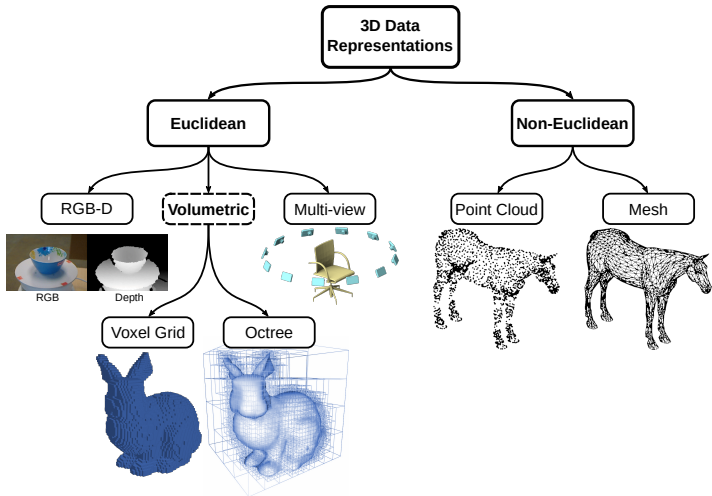 3D Data
Representations
Euclidean
Non-Euclidean
RGB-D
Volumetric
Multi-view
Point Cloud
Mesh
RGB
Depth
Voxel Grid
Octree